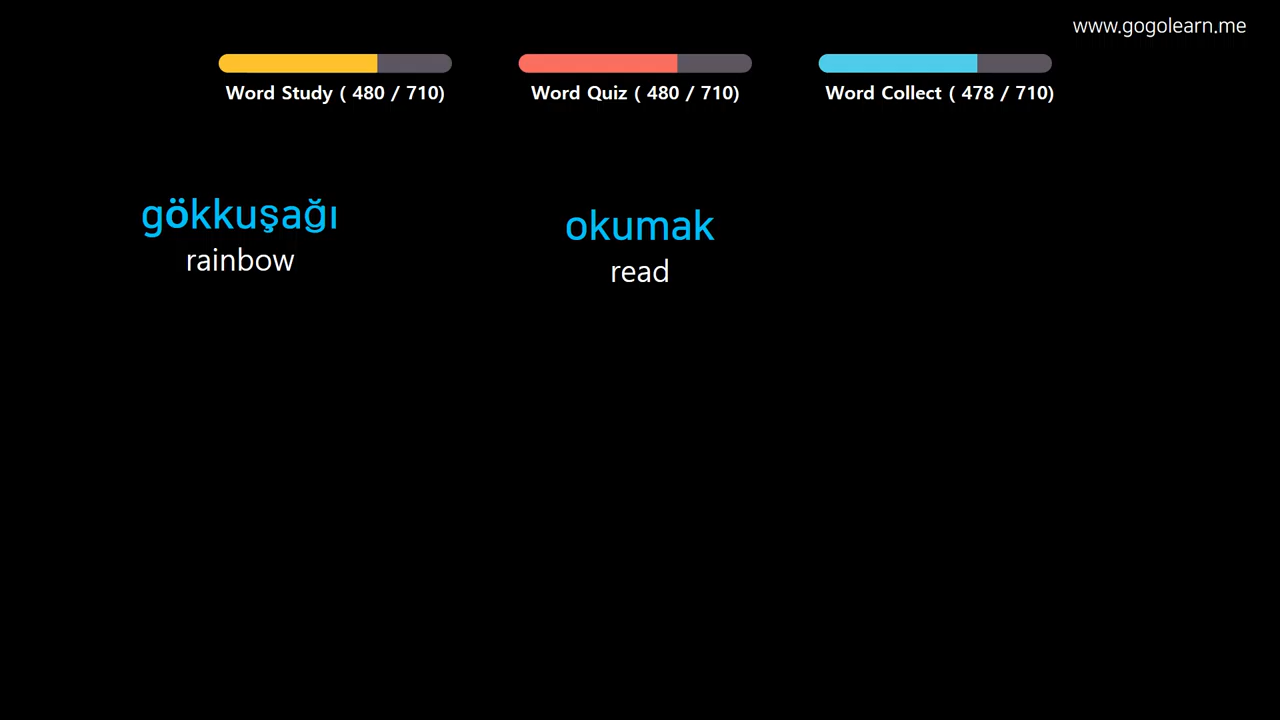 www.gogolearn.me
Word Study ( 480 / 710)
Word Quiz ( 480 / 710)
Word Collect ( 478 / 710)
gökkuşağı
rainbow
okumak
read